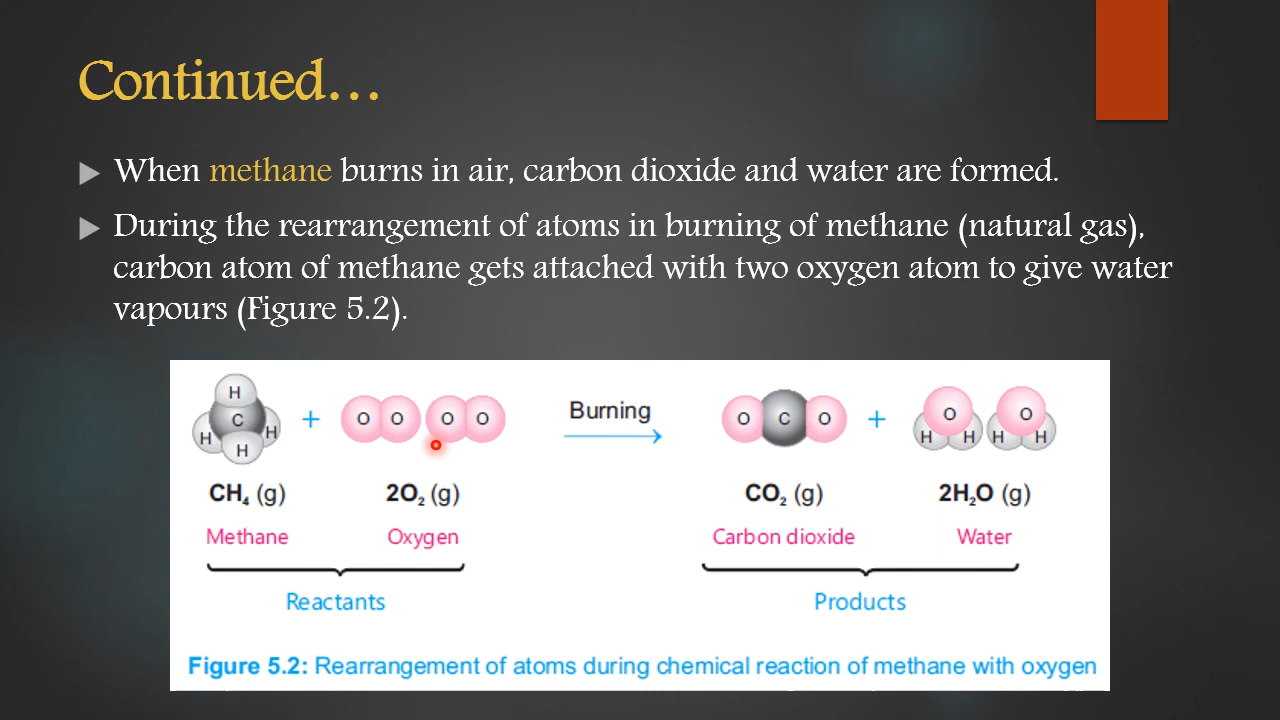 Continued…
When methane burns in air, carbon dioxide and water are formed.
During the rearrangement of atoms in burning of methane (natural gas),
carbon atom of methane gets attached with two oxygen atom to give water
vapours (Figure 5.2).
H C H H H + O O O O Burning O C O + O H H O H H
CH₄ (g) 2O₂ (g) CO₂ (g) 2H₂O (g)
Methane Oxygen Carbon dioxide Water
Reactants Products
Figure 5.2: Rearrangement of atoms during chemical reaction of methane with oxygen